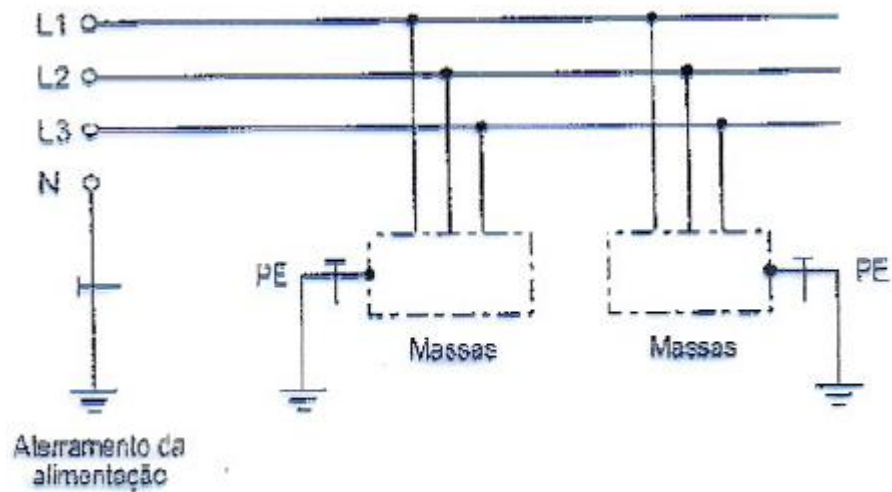 L1
L2
L3
N
PE
PE
Massas
Massas
Aterramento da
alimentação